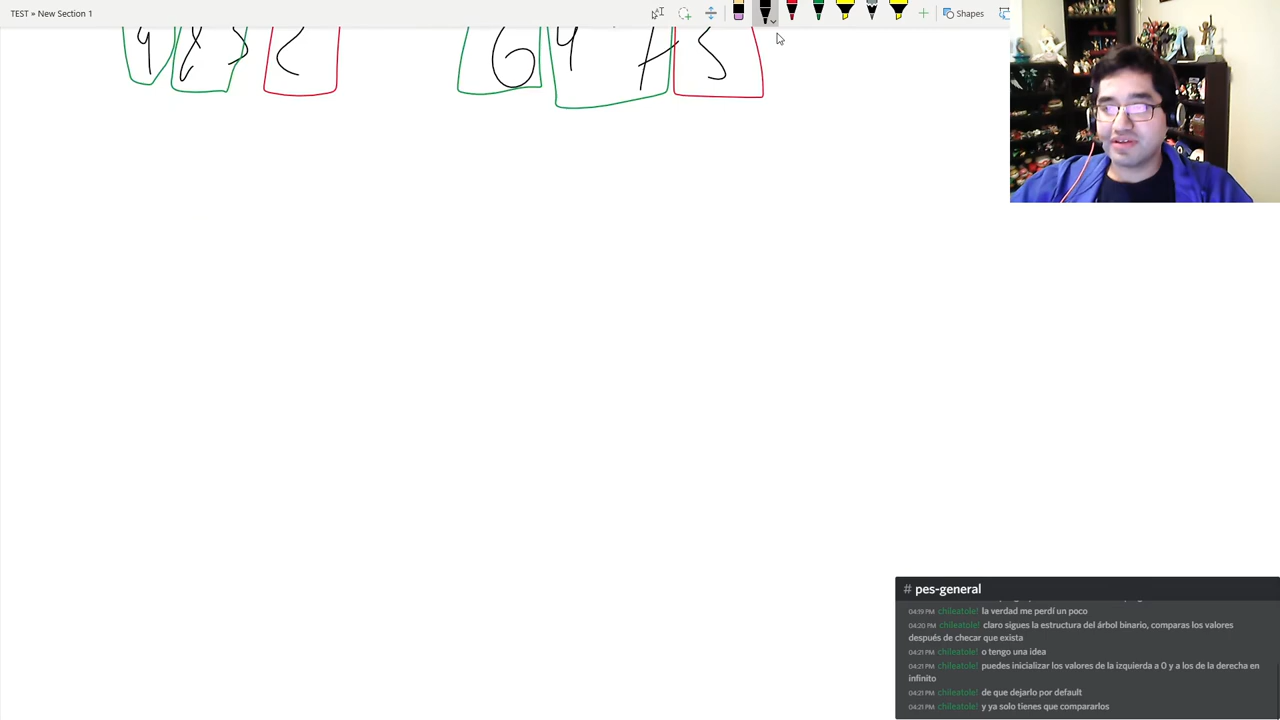 TEST » New Section 1
Shapes
4 8 3 2
6 4 7 5
# pes-general
04:19 PM chileatole! la verdad me perdí un poco
04:20 PM chileatole! claro sigues la estructura del árbol binario, comparas los valores
después de checar que exista
04:21 PM chileatole! o tengo una idea
04:21 PM chileatole! puedes inicializar los valores de la izquierda a 0 y a los de la derecha en
infinito
04:21 PM chileatole! de que dejarlo por default
04:21 PM chileatole! y ya solo tienes que compararlos